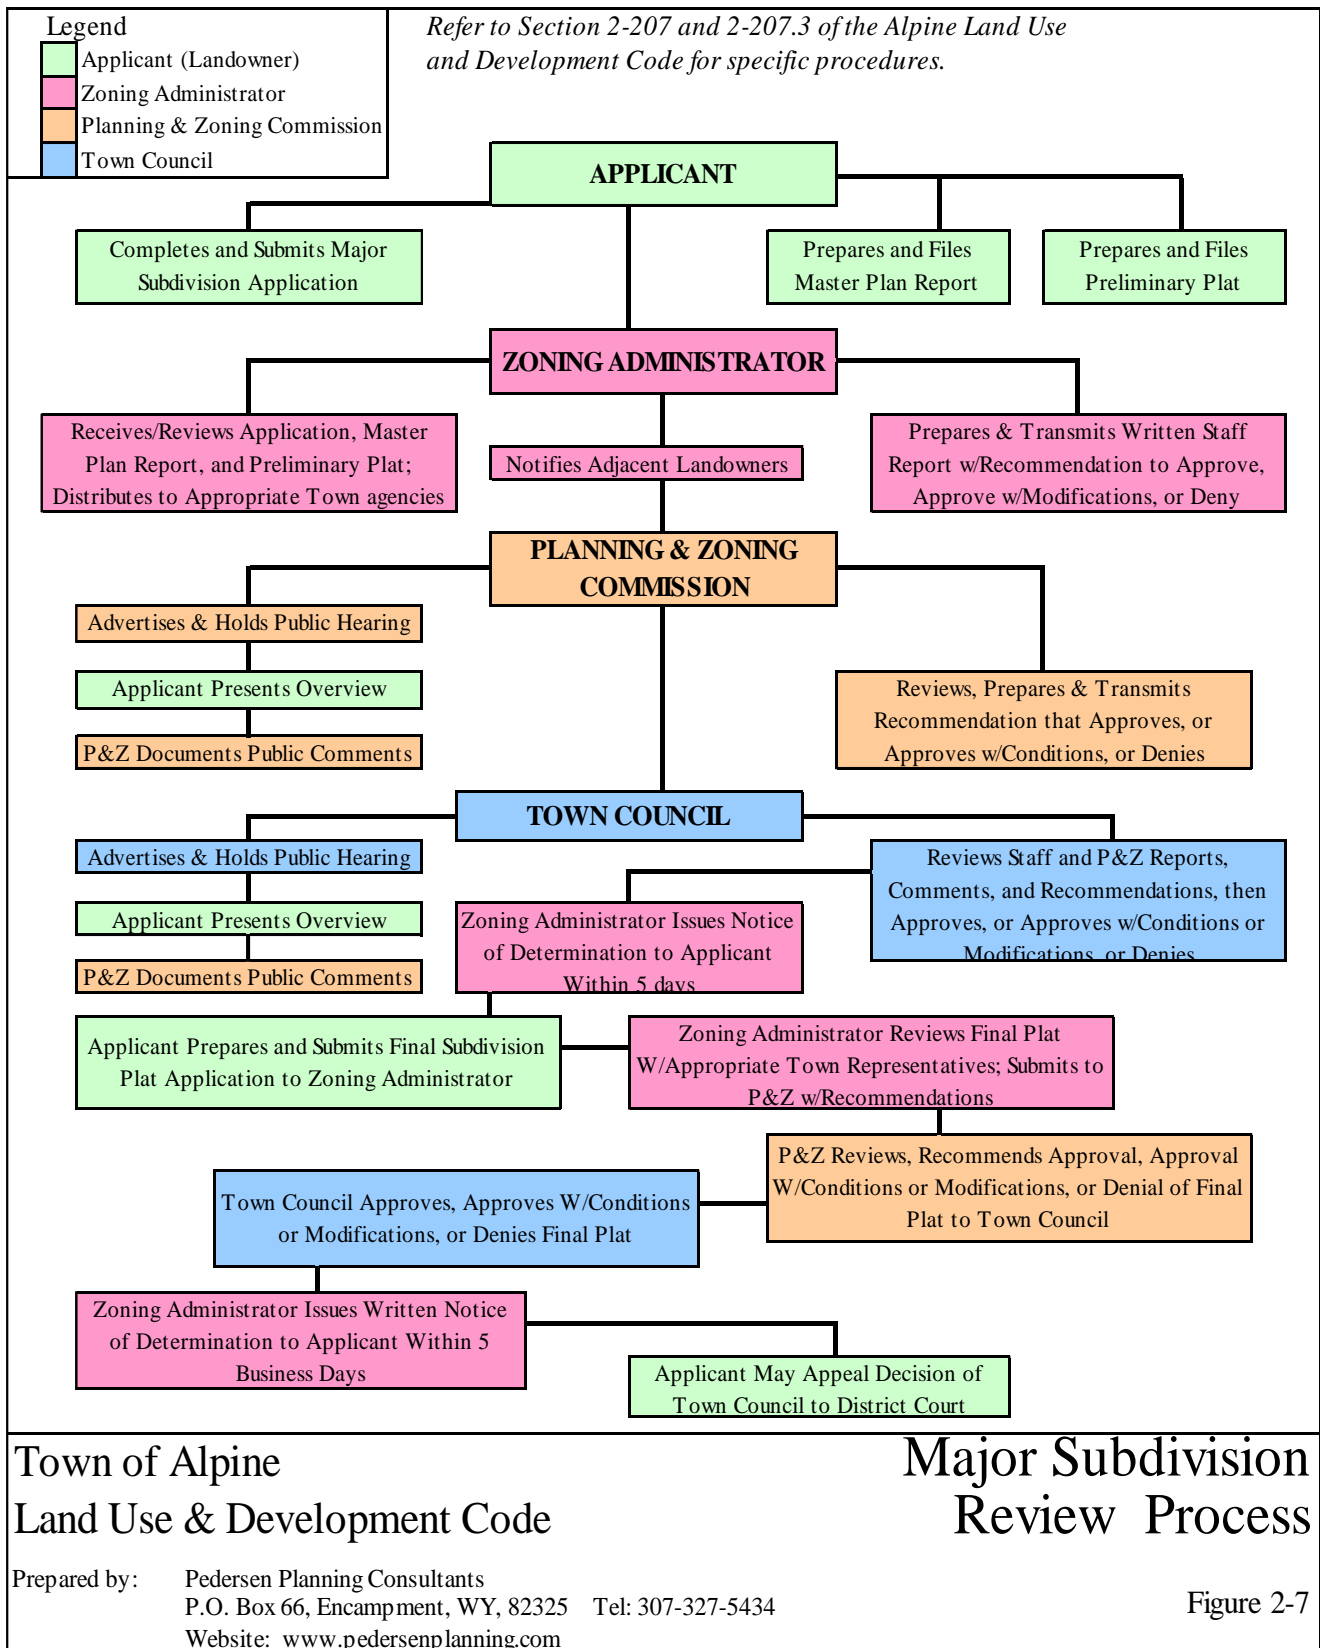 Legend
Applicant (Landowner)
Zoning Administrator
Planning & Zoning Commission
Town Council
Refer to Section 2-207 and 2-207.3 of the Alpine Land Use
and Development Code for specific procedures.
APPLICANT
Completes and Submits Major
Subdivision Application
Prepares and Files
Master Plan Report
Prepares and Files
Preliminary Plat
ZONING ADMINISTRATOR
Receives/Reviews Application, Master
Plan Report, and Preliminary Plat;
Distributes to Appropriate Town agencies
Notifies Adjacent Landowners
Prepares & Transmits Written Staff
Report w/Recommendation to Approve,
Approve w/Modifications, or Deny
PLANNING & ZONING
COMMISSION
Advertises & Holds Public Hearing
Applicant Presents Overview
P&Z Documents Public Comments
Reviews, Prepares & Transmits
Recommendation that Approves, or
Approves w/Conditions, or Denies
TOWN COUNCIL
Advertises & Holds Public Hearing
Applicant Presents Overview
P&Z Documents Public Comments
Zoning Administrator Issues Notice
of Determination to Applicant
Within 5 days
Reviews Staff and P&Z Reports,
Comments, and Recommendations, then
Approves, or Approves w/Conditions or
Modifications, or Denies
Applicant Prepares and Submits Final Subdivision
Plat Application to Zoning Administrator
Zoning Administrator Reviews Final Plat
W/Appropriate Town Representatives; Submits to
P&Z w/Recommendations
P&Z Reviews, Recommends Approval, Approval
W/Conditions or Modifications, or Denial of Final
Plat to Town Council
Town Council Approves, Approves W/Conditions
or Modifications, or Denies Final Plat
Zoning Administrator Issues Written Notice
of Determination to Applicant Within 5
Business Days
Applicant May Appeal Decision of
Town Council to District Court
Town of Alpine
Land Use & Development Code
Major Subdivision
Review Process
Prepared by: Pedersen Planning Consultants
P.O. Box 66, Encampment, WY, 82325 Tel: 307-327-5434
Website: www.pedersenplanning.com
Figure 2-7